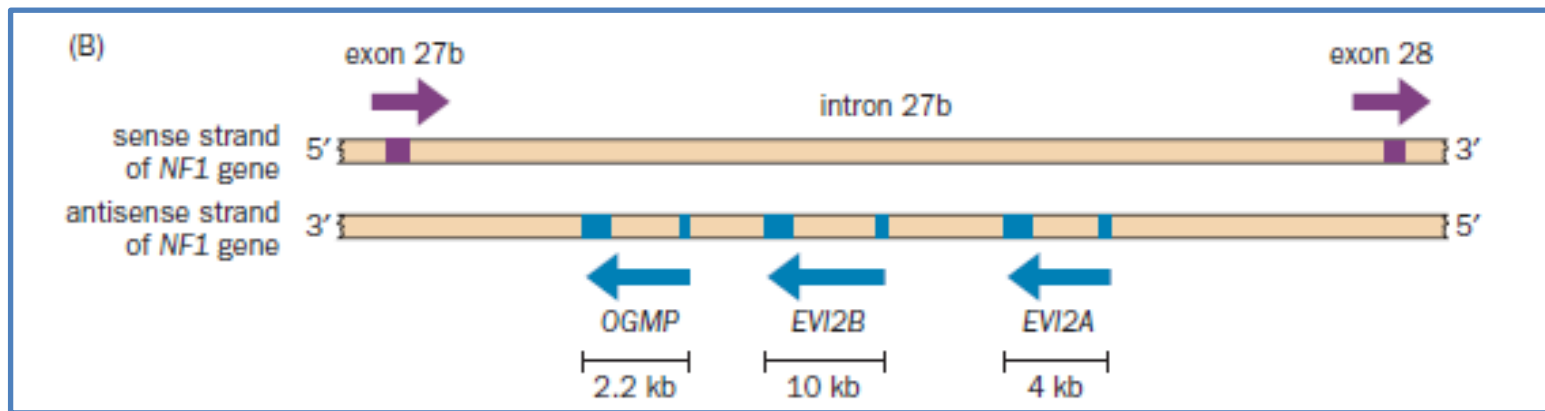 (B)
exon 27b
exon 28
intron 27b
sense strand
of NF1 gene
5′
3′
antisense strand
of NF1 gene
3′
5′
OGMP
EVI2B
EVI2A
2.2 kb
10 kb
4 kb